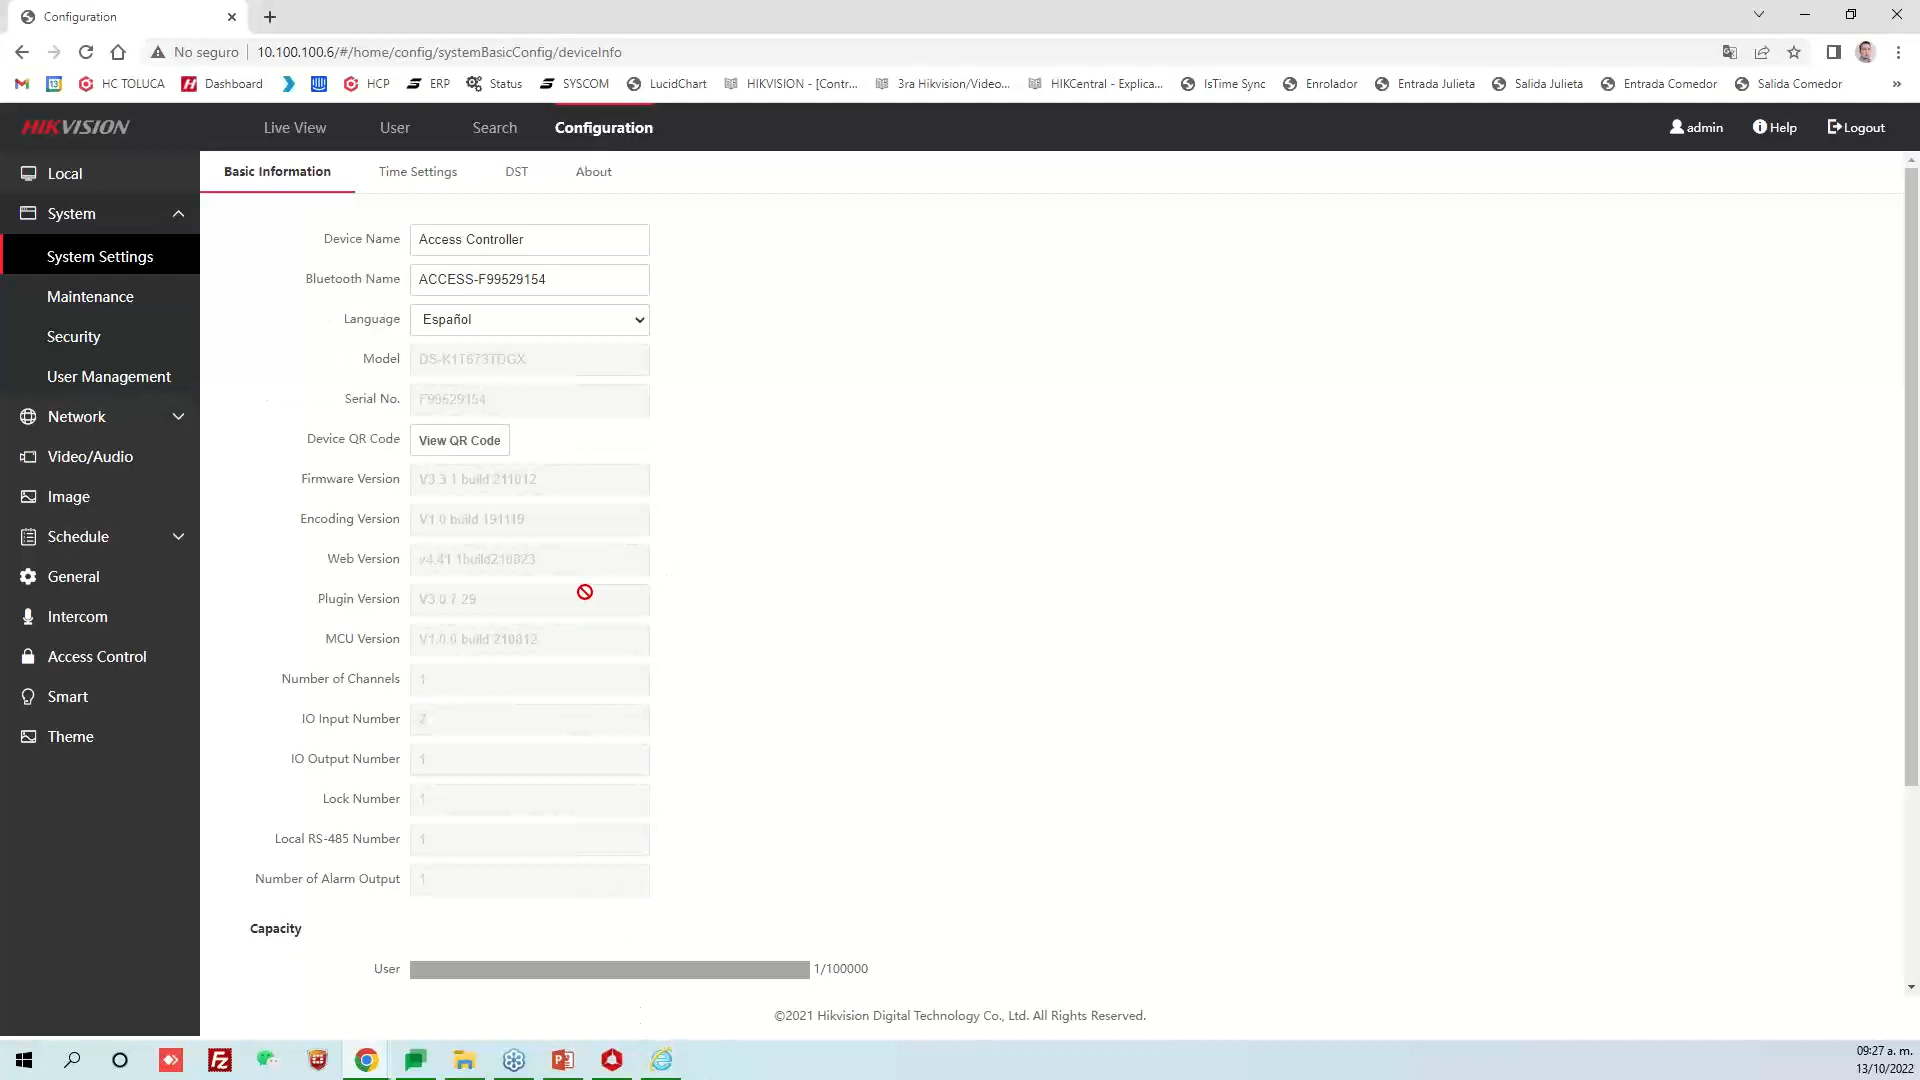 Configuration
No seguro
10.100.100.6/#/home/config/systemBasicConfig/deviceInfo
HC TOLUCA
Dashboard
HCP
ERP
Status
SYSCOM
LucidChart
HIKVISION - [Contr...
3ra Hikvision/Video...
HIKCentral - Explica...
IsTime Sync
Enrolador
Entrada Julieta
Salida Julieta
Entrada Comedor
Salida Comedor
»
HIKVISION
Live View
User
Search
Configuration
admin
Help
Logout
Local
System
System Settings
Maintenance
Security
User Management
Network
Video/Audio
Image
Schedule
General
Intercom
Access Control
Smart
Theme
Basic Information
Time Settings
DST
About
Device Name Access Controller
Bluetooth Name ACCESS-F99529154
Language Español
Model DS-K1T673TDGX
Serial No. F99529154
Device QR Code View QR Code
Firmware Version V3.3.1 build 211012
Encoding Version V1.0 build 191119
Web Version v4.41.1build210823
Plugin Version V3.0.7.29
MCU Version V1.0.0 build 210812
Number of Channels 1
IO Input Number 2
IO Output Number 1
Lock Number 1
Local RS-485 Number 1
Number of Alarm Output 1
Capacity
User 1/100000
©2021 Hikvision Digital Technology Co., Ltd. All Rights Reserved.
09:27 a. m.
13/10/2022